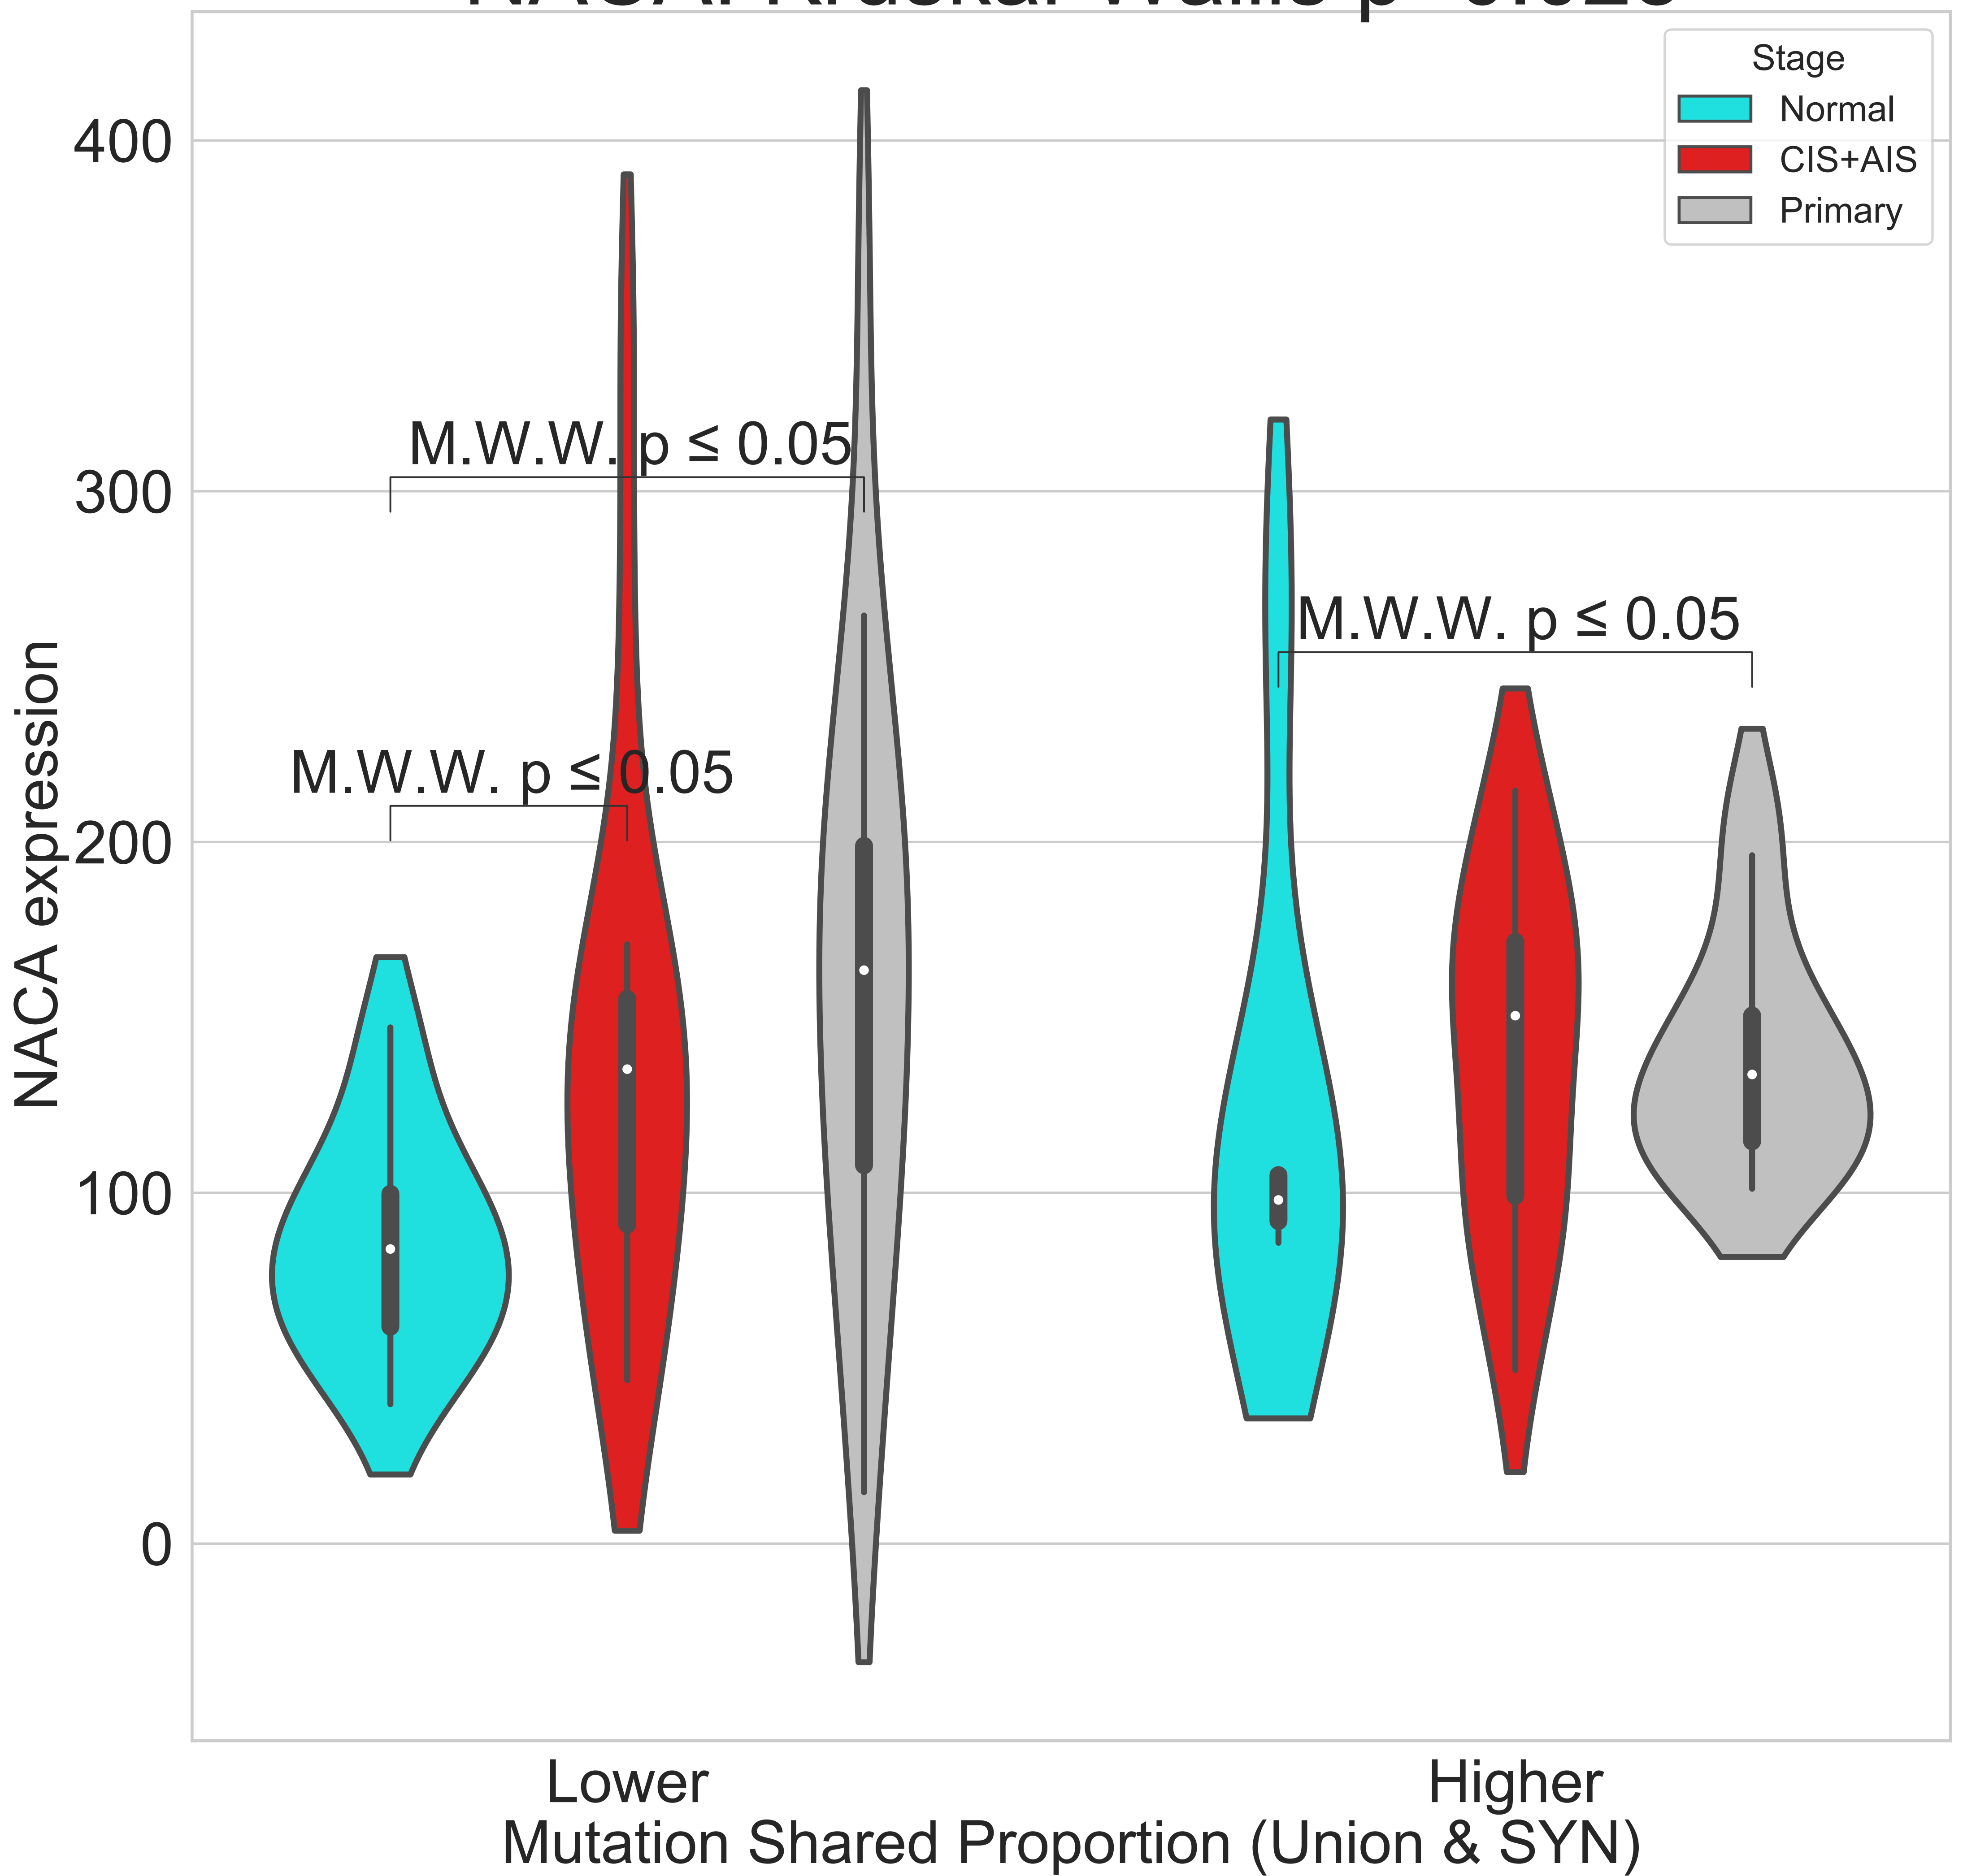 Stage
Normal
CIS+AIS
Primary
400
300
200
100
0
NACA expression
M.W.W. p ≤ 0.05
M.W.W. p ≤ 0.05
M.W.W. p ≤ 0.05
Lower
Higher
Mutation Shared Proportion (Union & SYN)